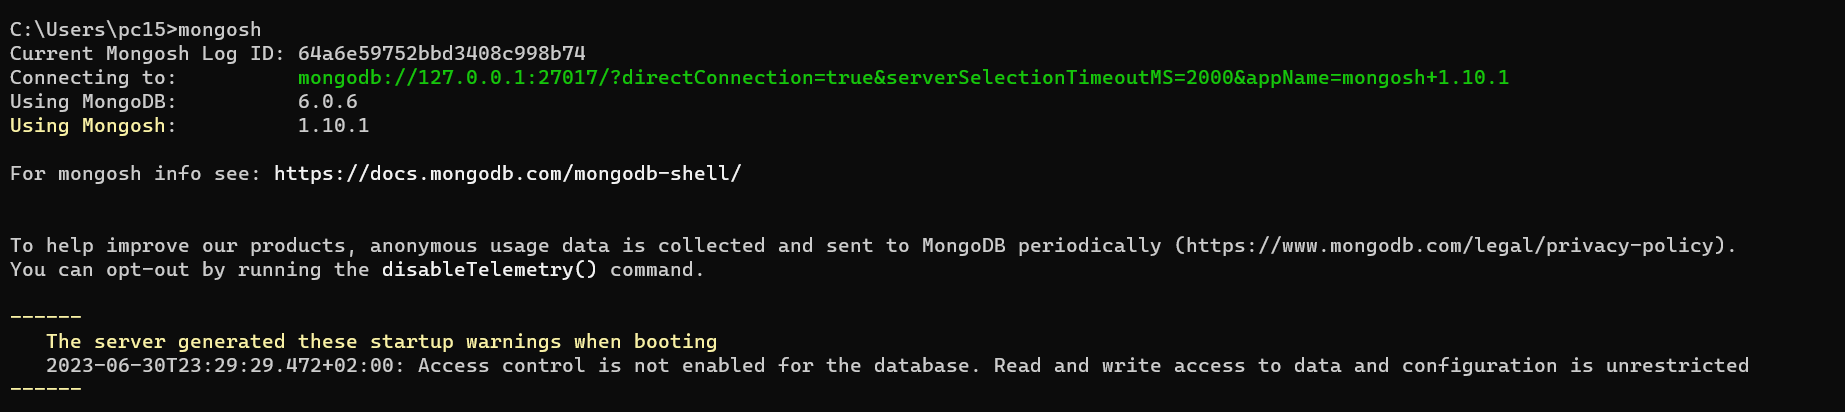 C:\Users\pc15>mongosh
Current Mongosh Log ID: 64a6e59752bbd3408c998b74
Connecting to:          mongodb://127.0.0.1:27017/?directConnection=true&serverSelectionTimeoutMS=2000&appName=mongosh+1.10.1
Using MongoDB:          6.0.6
Using Mongosh:          1.10.1
For mongosh info see: https://docs.mongodb.com/mongodb-shell/
To help improve our products, anonymous usage data is collected and sent to MongoDB periodically (https://www.mongodb.com/legal/privacy-policy).
You can opt-out by running the disableTelemetry() command.
------
   The server generated these startup warnings when booting
   2023-06-30T23:29:29.472+02:00: Access control is not enabled for the database. Read and write access to data and configuration is unrestricted
------